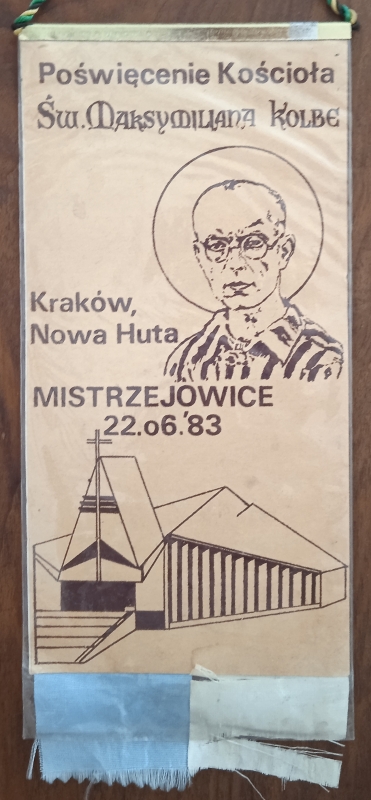 Poświęcenie Kościoła
Św. Maksymiliana Kolbe
Kraków,
Nowa Huta
MISTRZEJOWICE
22.06.'83